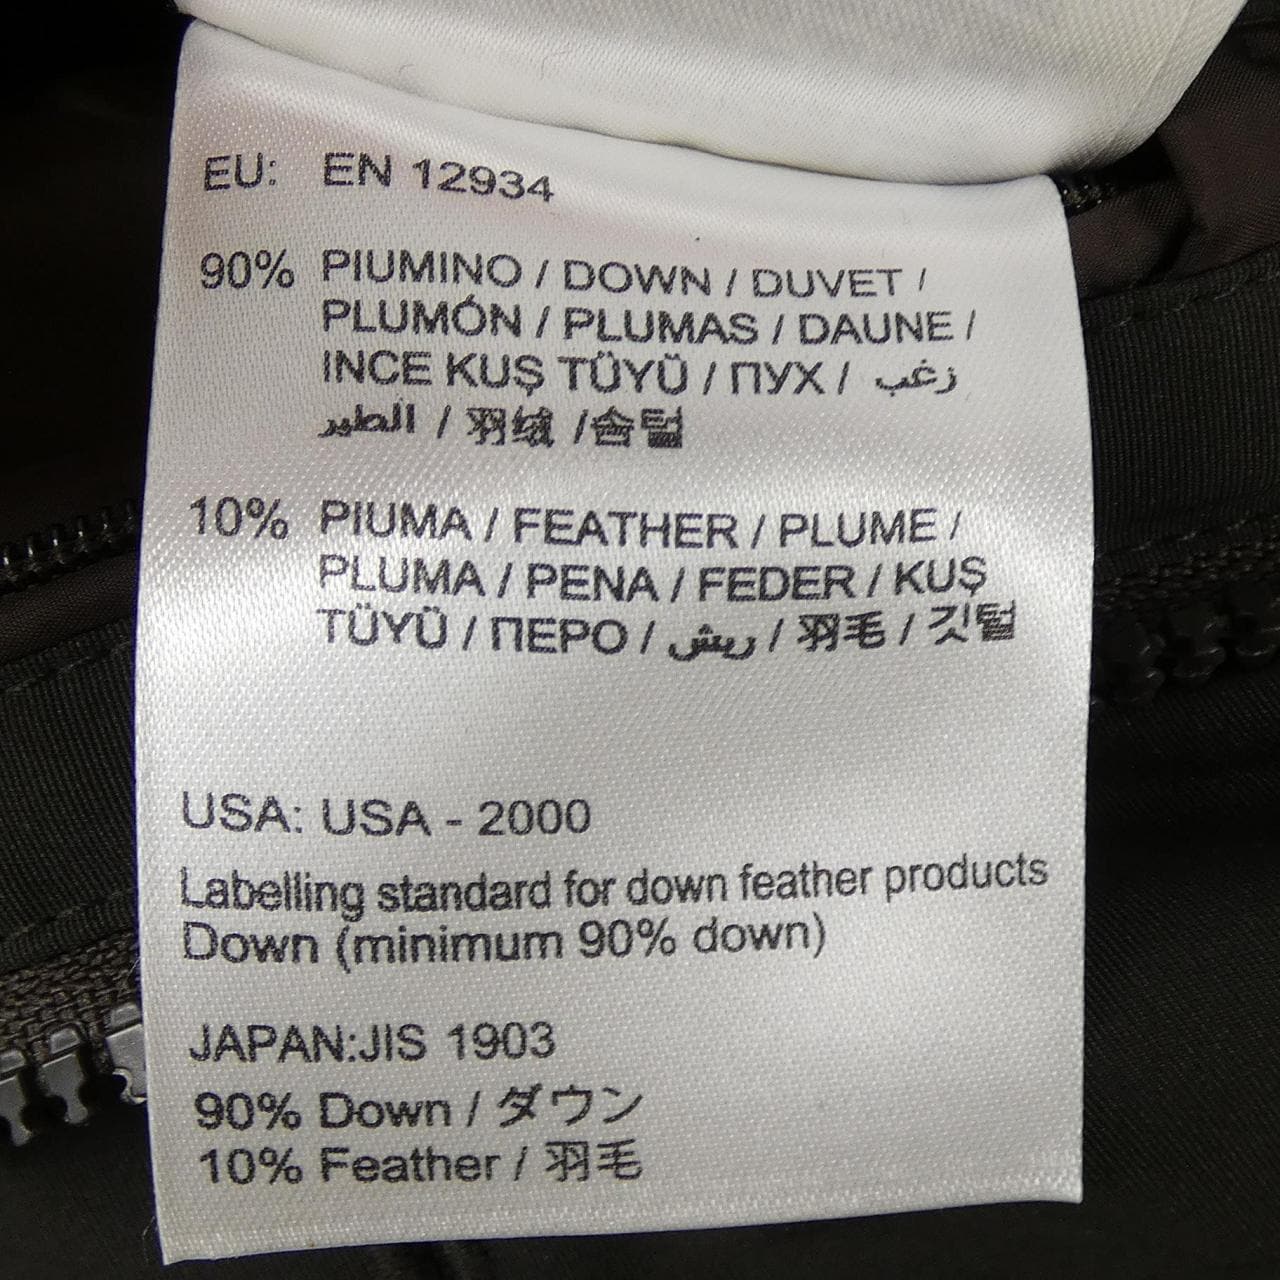 EU: EN 12934
90% PIUMINO / DOWN / DUVET /
PLUMÓN / PLUMAS / DAUNE /
INCE KUŞ TÜYÜ / ПУХ / زغب
الطير / 羽绒 /솜털
10% PIUMA / FEATHER / PLUME /
PLUMA / PENA / FEDER / KUŞ
TÜYÜ / ПЕРО / ريش / 羽毛 / 깃털
USA: USA - 2000
Labelling standard for down feather products
Down (minimum 90% down)
JAPAN:JIS 1903
90% Down / ダウン
10% Feather / 羽毛